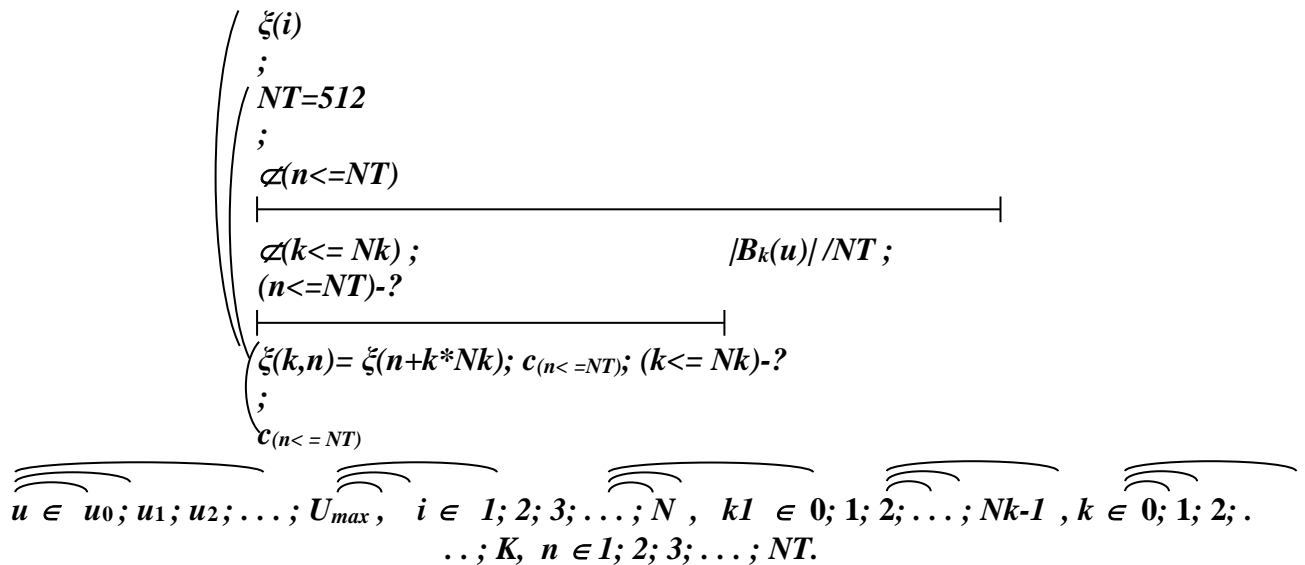 ξ(i)
;
NT=512
;
⊄(n<=NT)
⊄(k<= Nk) ; |Bₖ(u)| /NT ;
(n<=NT)-?
ξ(k,n)= ξ(n+k*Nk); c(n< =NT); (k<= Nk)-?
;
c(n< = NT)
u ∈ u0; u1; u2; . . . ; Umax , i ∈ 1; 2; 3; . . . ; N , k1 ∈ 0; 1; 2; . . . ; Nk-1 , k ∈ 0; 1; 2; .
. . ; K, n ∈ 1; 2; 3; . . . ; NT.